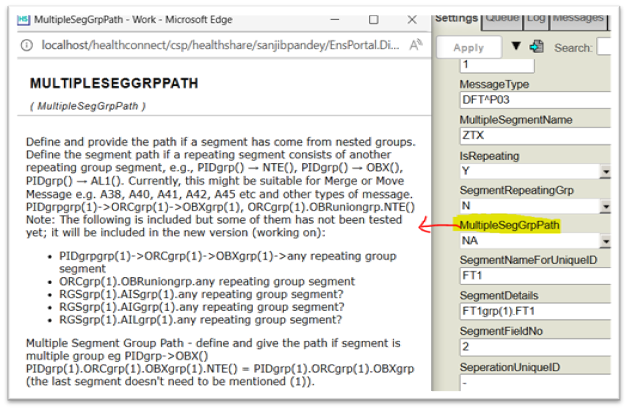 MultipleSegGrpPath - Work - Microsoft Edge
localhost/healthconnect/csp/healthshare/sanjibpandey/EnsPortal.Di...
MULTIPLESEGGRPPATH
( MultipleSegGrpPath )
Define and provide the path if a segment has come from nested groups.
Define the segment path if a repeating segment consists of another
repeating group segment, e.g., PIDgrp() → NTE(), PIDgrp() → OBX(),
PIDgrp() → AL1(). Currently, this might be suitable for Merge or Move
Message e.g. A38, A40, A41, A42, A45 etc and other types of message.
PIDgrpgrp(1)->ORCgrp(1)->OBXgrp(1), ORCgrp(1).OBRuniongrp.NTE()
Note: The following is included but some of them has not been tested
yet; it will be included in the new version (working on):
• PIDgrpgrp(1)->ORCgrp(1)->OBXgrp(1)->any repeating group
segment
• ORCgrp(1).OBRuniongrp.any repeating group segment
• RGSgrp(1).AISgrp(1).any repeating group segment?
• RGSgrp(1).AIGgrp(1).any repeating group segment?
• RGSgrp(1).AILgrp(1).any repeating group segment?
Multiple Segment Group Path - define and give the path if segment is
multiple group eg PIDgrp->OBX()
PIDgrp(1).ORCgrp(1).OBXgrp(1).NTE() = PIDgrp(1).ORCgrp(1).OBXgrp
(the last segment doesn't need to be mentioned (1)).
Settings Queue Log Messages
Apply Search:
1
MessageType
DFT^P03
MultipleSegmentName
ZTX
IsRepeating
Y
SegmentRepeatingGrp
N
MultipleSegGrpPath
NA
SegmentNameForUniqueID
FT1
SegmentDetails
FT1grp(1).FT1
SegmentFieldNo
2
SeperationUniqueID
-